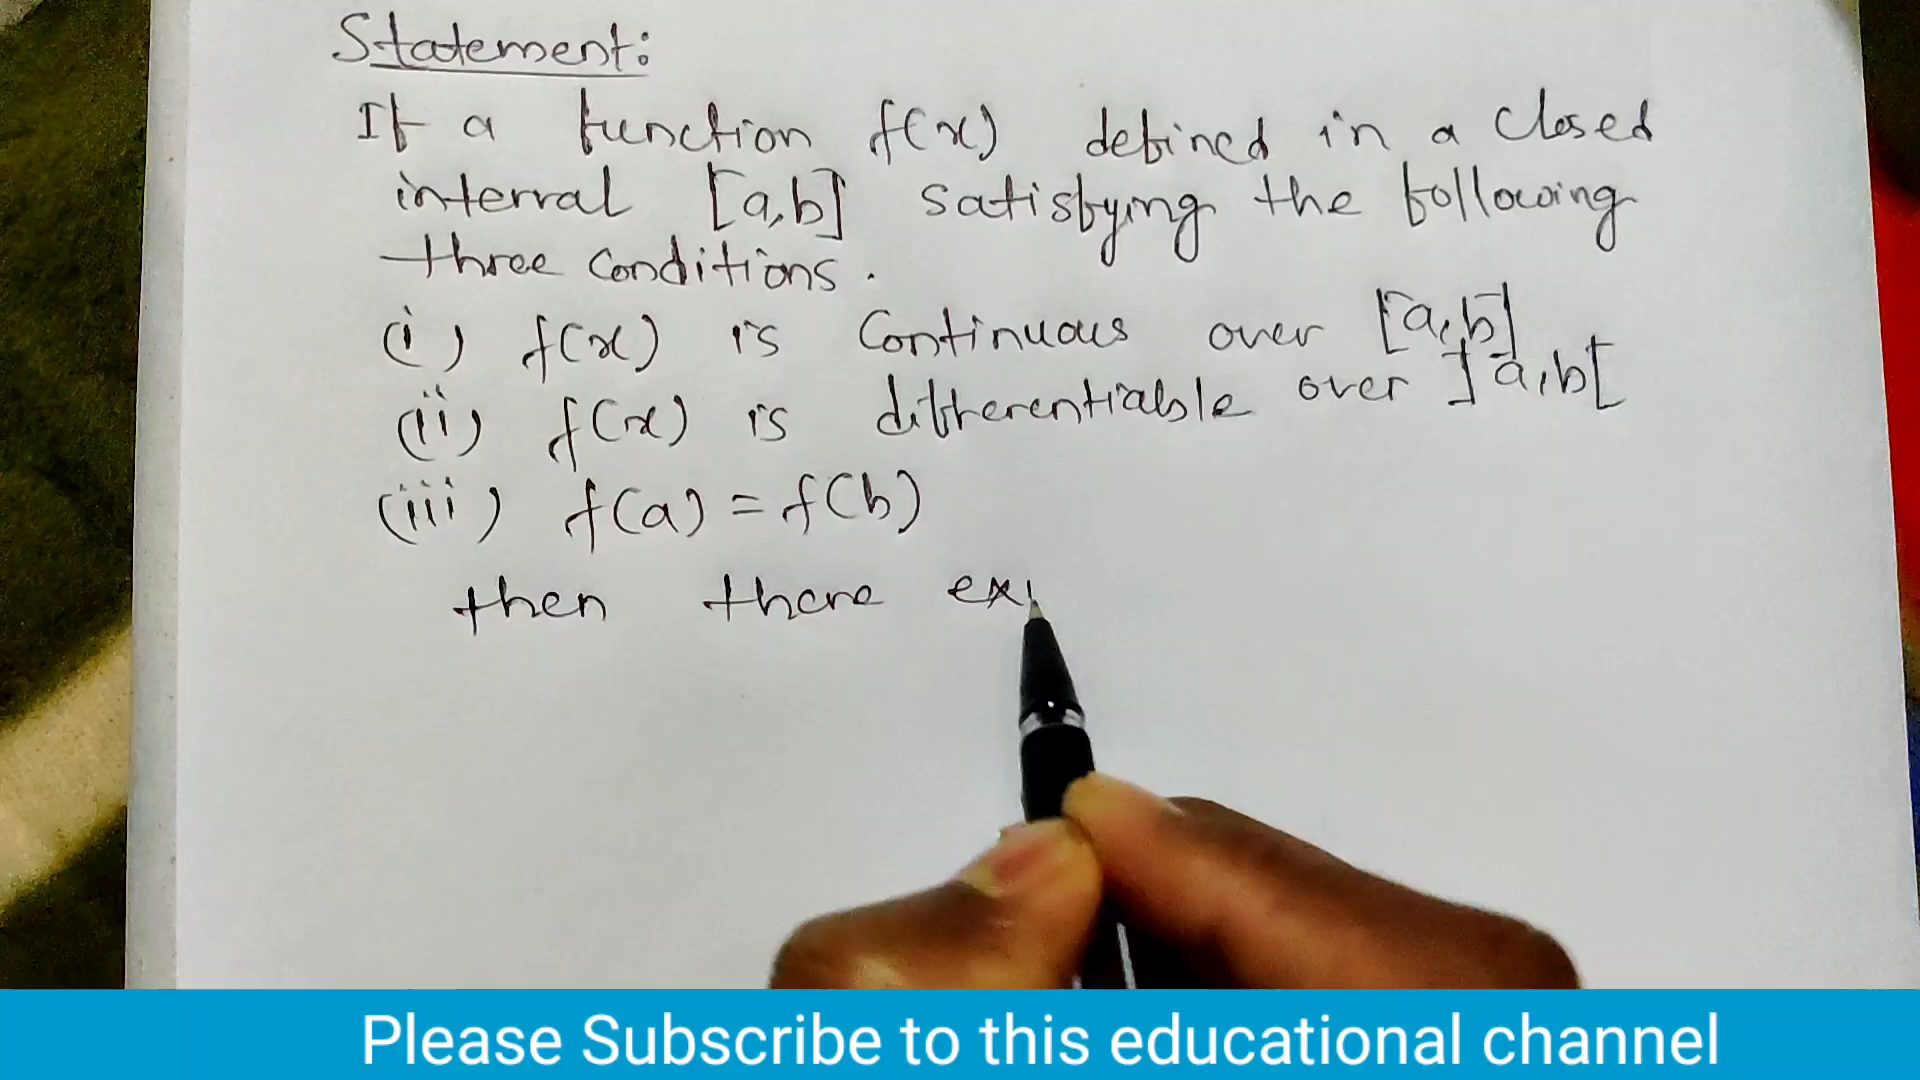 Statement:
If a function f(x) defined in a closed
interval [a,b] satisfying the following
three conditions.
(i) f(x) is continuous over [a,b]
(ii) f(x) is differentiable over ]a,b[
(iii) f(a) = f(b)
then there exi
Please Subscribe to this educational channel